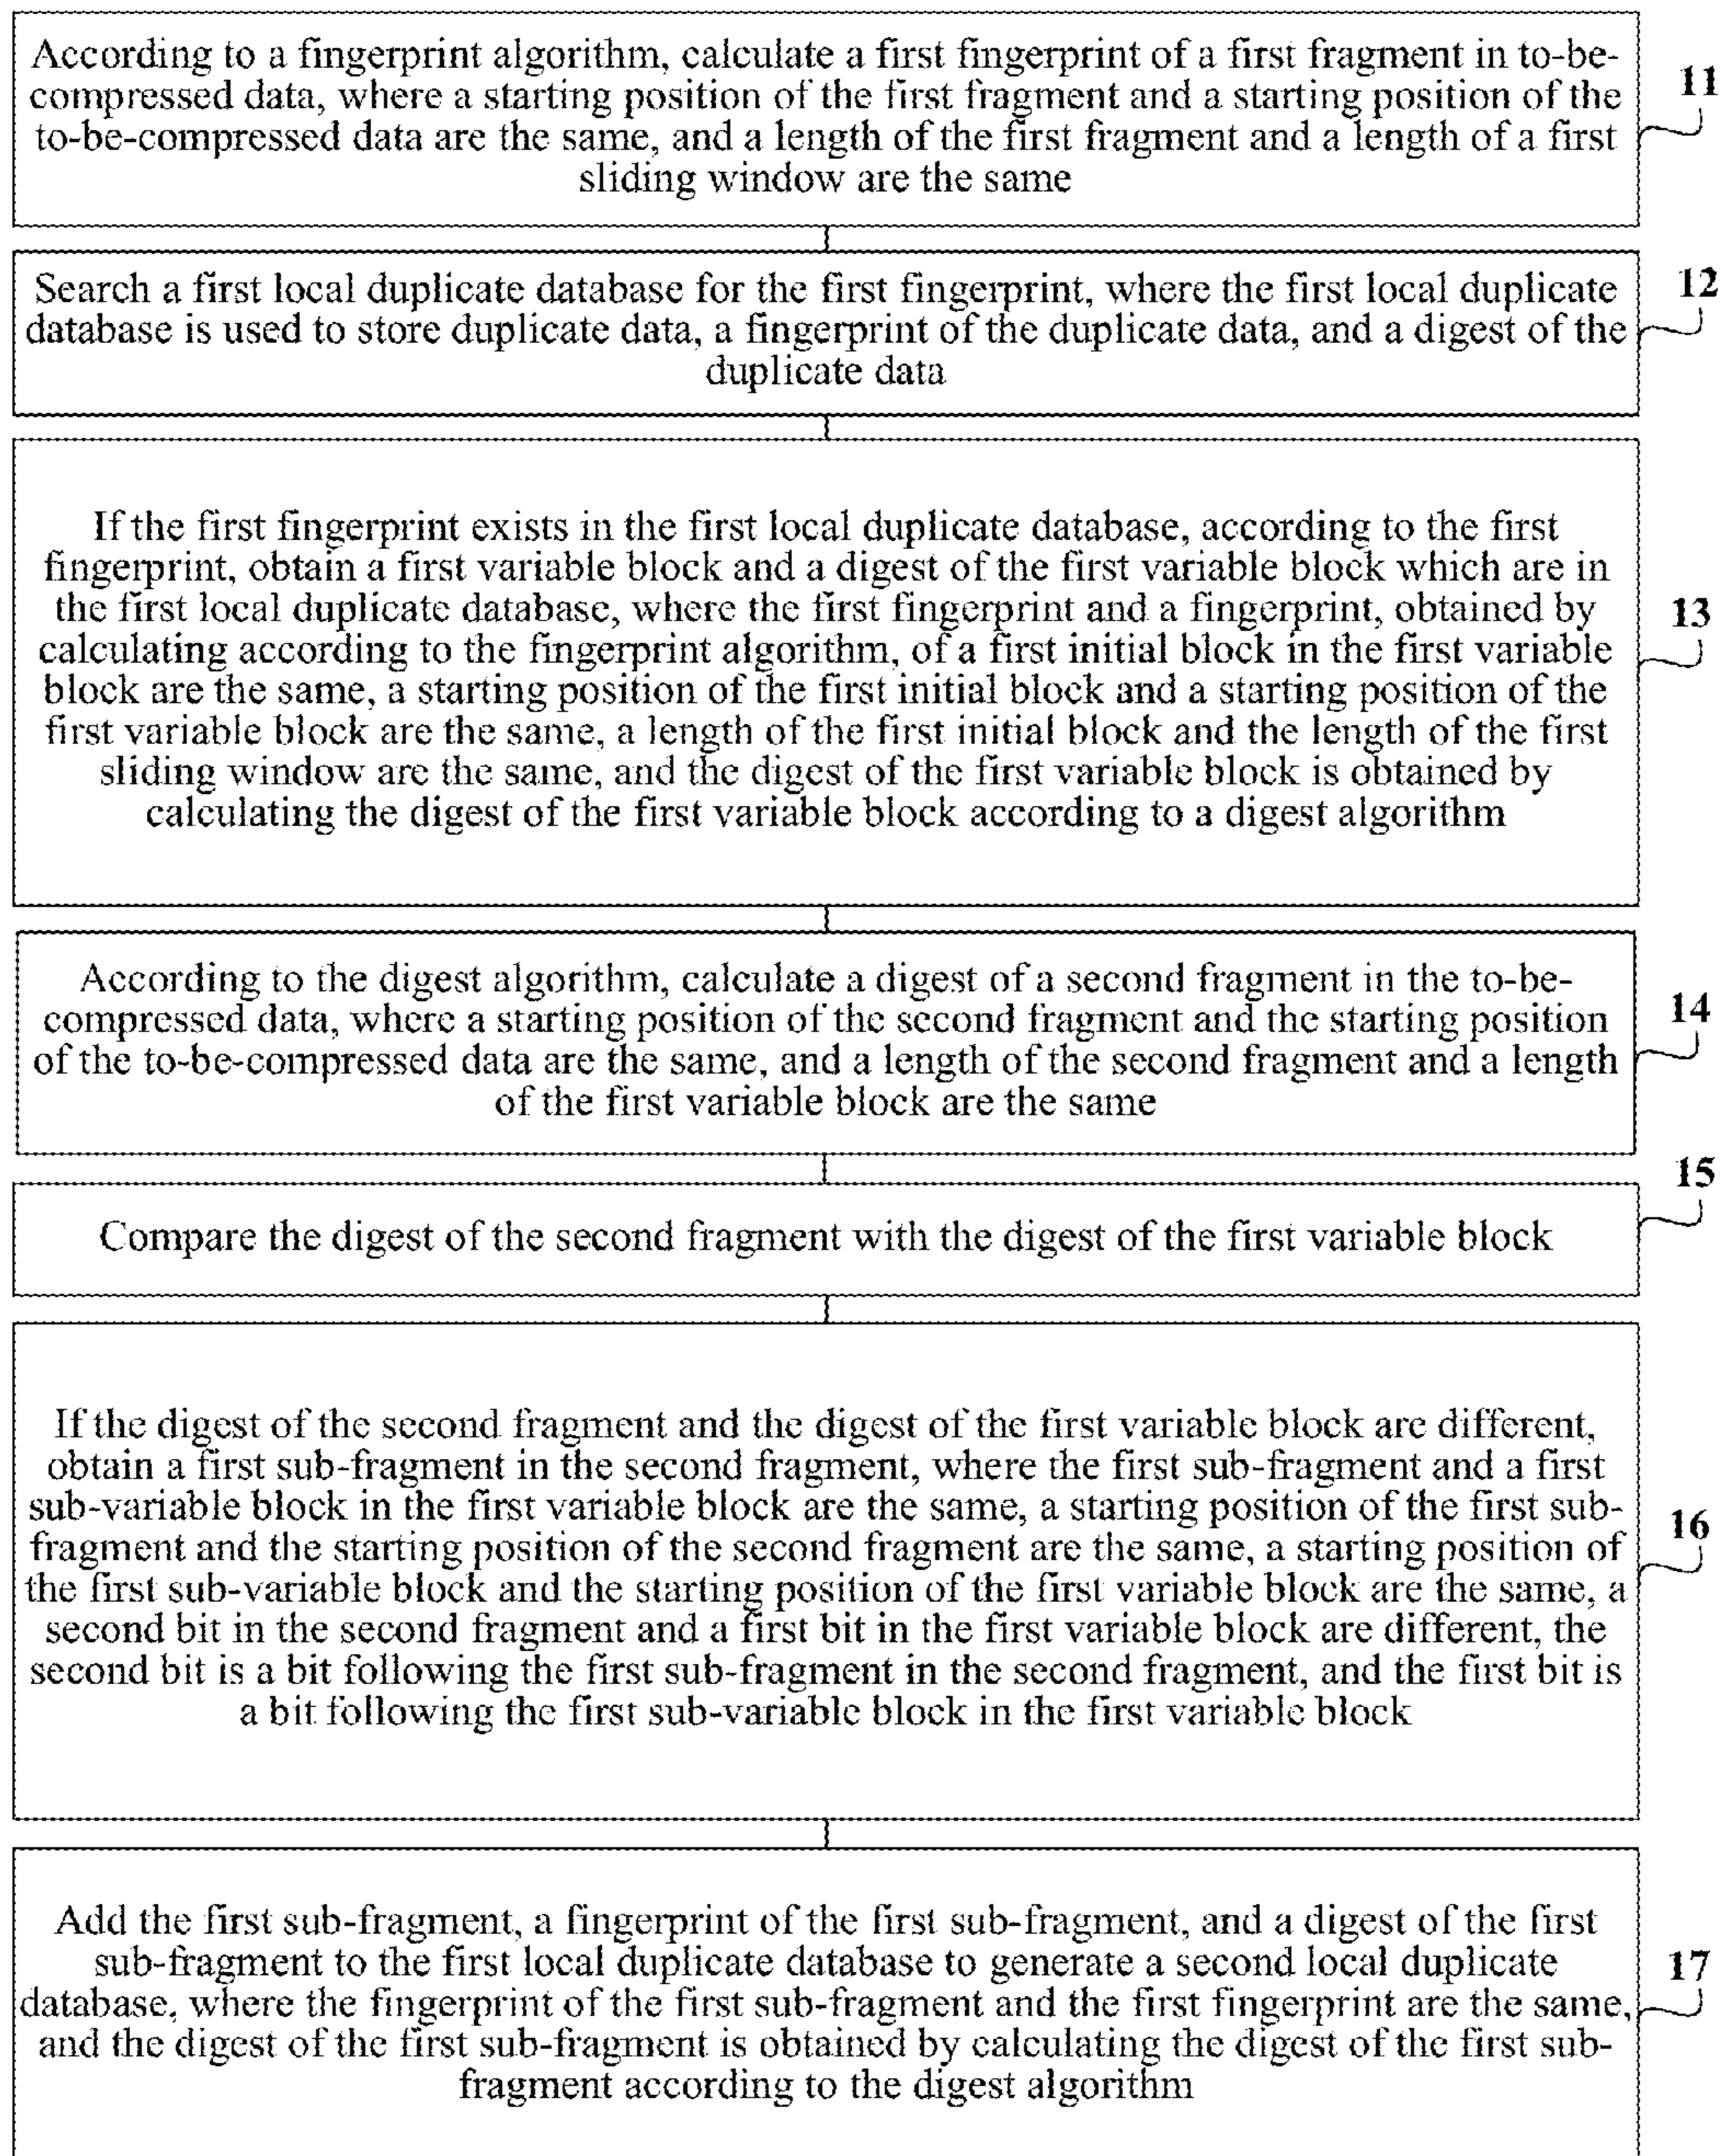 According to a fingerprint algorithm, calculate a first fingerprint of a first fragment in to-be-
compressed data, where a starting position of the first fragment and a starting position of the
to-be-compressed data are the same, and a length of the first fragment and a length of a first
sliding window are the same
11
Search a first local duplicate database for the first fingerprint, where the first local duplicate
database is used to store duplicate data, a fingerprint of the duplicate data, and a digest of the
duplicate data
12
If the first fingerprint exists in the first local duplicate database, according to the first
fingerprint, obtain a first variable block and a digest of the first variable block which are in
the first local duplicate database, where the first fingerprint and a fingerprint, obtained by
calculating according to the fingerprint algorithm, of a first initial block in the first variable
block are the same, a starting position of the first initial block and a starting position of the
first variable block are the same, a length of the first initial block and the length of the first
sliding window are the same, and the digest of the first variable block is obtained by
calculating the digest of the first variable block according to a digest algorithm
13
According to the digest algorithm, calculate a digest of a second fragment in the to-be-
compressed data, where a starting position of the second fragment and the starting position
of the to-be-compressed data are the same, and a length of the second fragment and a length
of the first variable block are the same
14
Compare the digest of the second fragment with the digest of the first variable block
15
If the digest of the second fragment and the digest of the first variable block are different,
obtain a first sub-fragment in the second fragment, where the first sub-fragment and a first
sub-variable block in the first variable block are the same, a starting position of the first sub-
fragment and the starting position of the second fragment are the same, a starting position of
the first sub-variable block and the starting position of the first variable block are the same, a
second bit in the second fragment and a first bit in the first variable block are different, the
second bit is a bit following the first sub-fragment in the second fragment, and the first bit is
a bit following the first sub-variable block in the first variable block
16
Add the first sub-fragment, a fingerprint of the first sub-fragment, and a digest of the first
sub-fragment to the first local duplicate database to generate a second local duplicate
database, where the fingerprint of the first sub-fragment and the first fingerprint are the same,
and the digest of the first sub-fragment is obtained by calculating the digest of the first sub-
fragment according to the digest algorithm
17